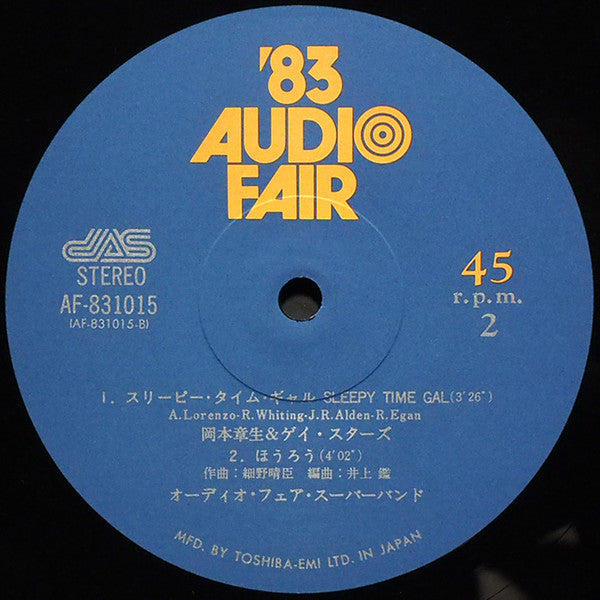 '83
AUDIO
FAIR
JAS
STEREO
AF-831015
(AF-831015-B)
45
r.p.m.
2
1. スリーピー・タイム・ギャル SLEEPY TIME GAL(3'26")
A.Lorenzo-R.Whiting-J.R.Alden-R.Egan
岡本章生&ゲイ・スターズ
2. ほうろう(4'02")
作曲:細野晴臣 編曲:井上 鑑
オーディオ・フェア・スーパーバンド
MFD. BY TOSHIBA-EMI LTD. IN JAPAN